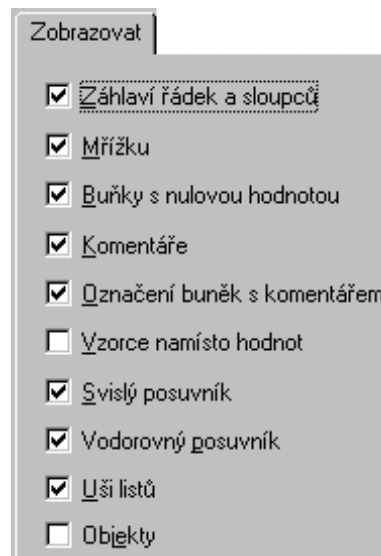 Zobrazovat
Záhlaví řádek a sloupců
Mřížku
Buňky s nulovou hodnotou
Komentáře
Označení buněk s komentářem
Vzorce namísto hodnot
Svislý posuvník
Vodorovný posuvník
Uši listů
Objekty